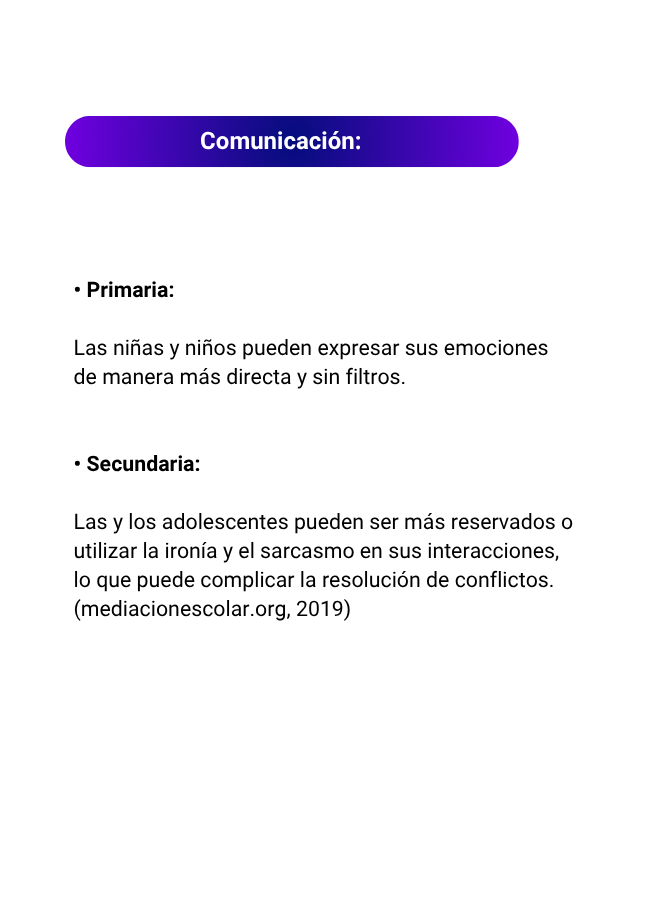 Comunicación:
• Primaria:
Las niñas y niños pueden expresar sus emociones
de manera más directa y sin filtros.
• Secundaria:
Las y los adolescentes pueden ser más reservados o
utilizar la ironía y el sarcasmo en sus interacciones,
lo que puede complicar la resolución de conflictos.
(mediacionescolar.org, 2019)